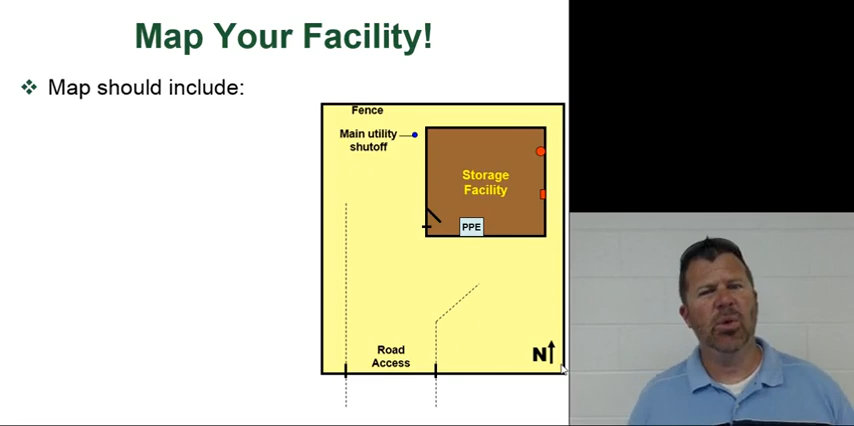 Map Your Facility!
Map should include:
Fence
Main utility
shutoff
Storage
Facility
PPE
Road
Access
N